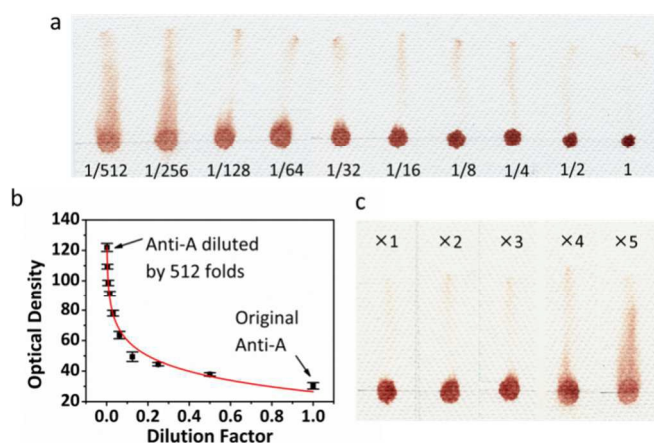 a
1/512 1/256 1/128 1/64 1/32 1/16 1/8 1/4 1/2 1
b
140
120
100
80
60
40
20
Optical Density
Anti-A diluted
by 512 folds
Original
Anti-A
0.0 0.2 0.4 0.6 0.8 1.0
Dilution Factor
c
×1 ×2 ×3 ×4 ×5